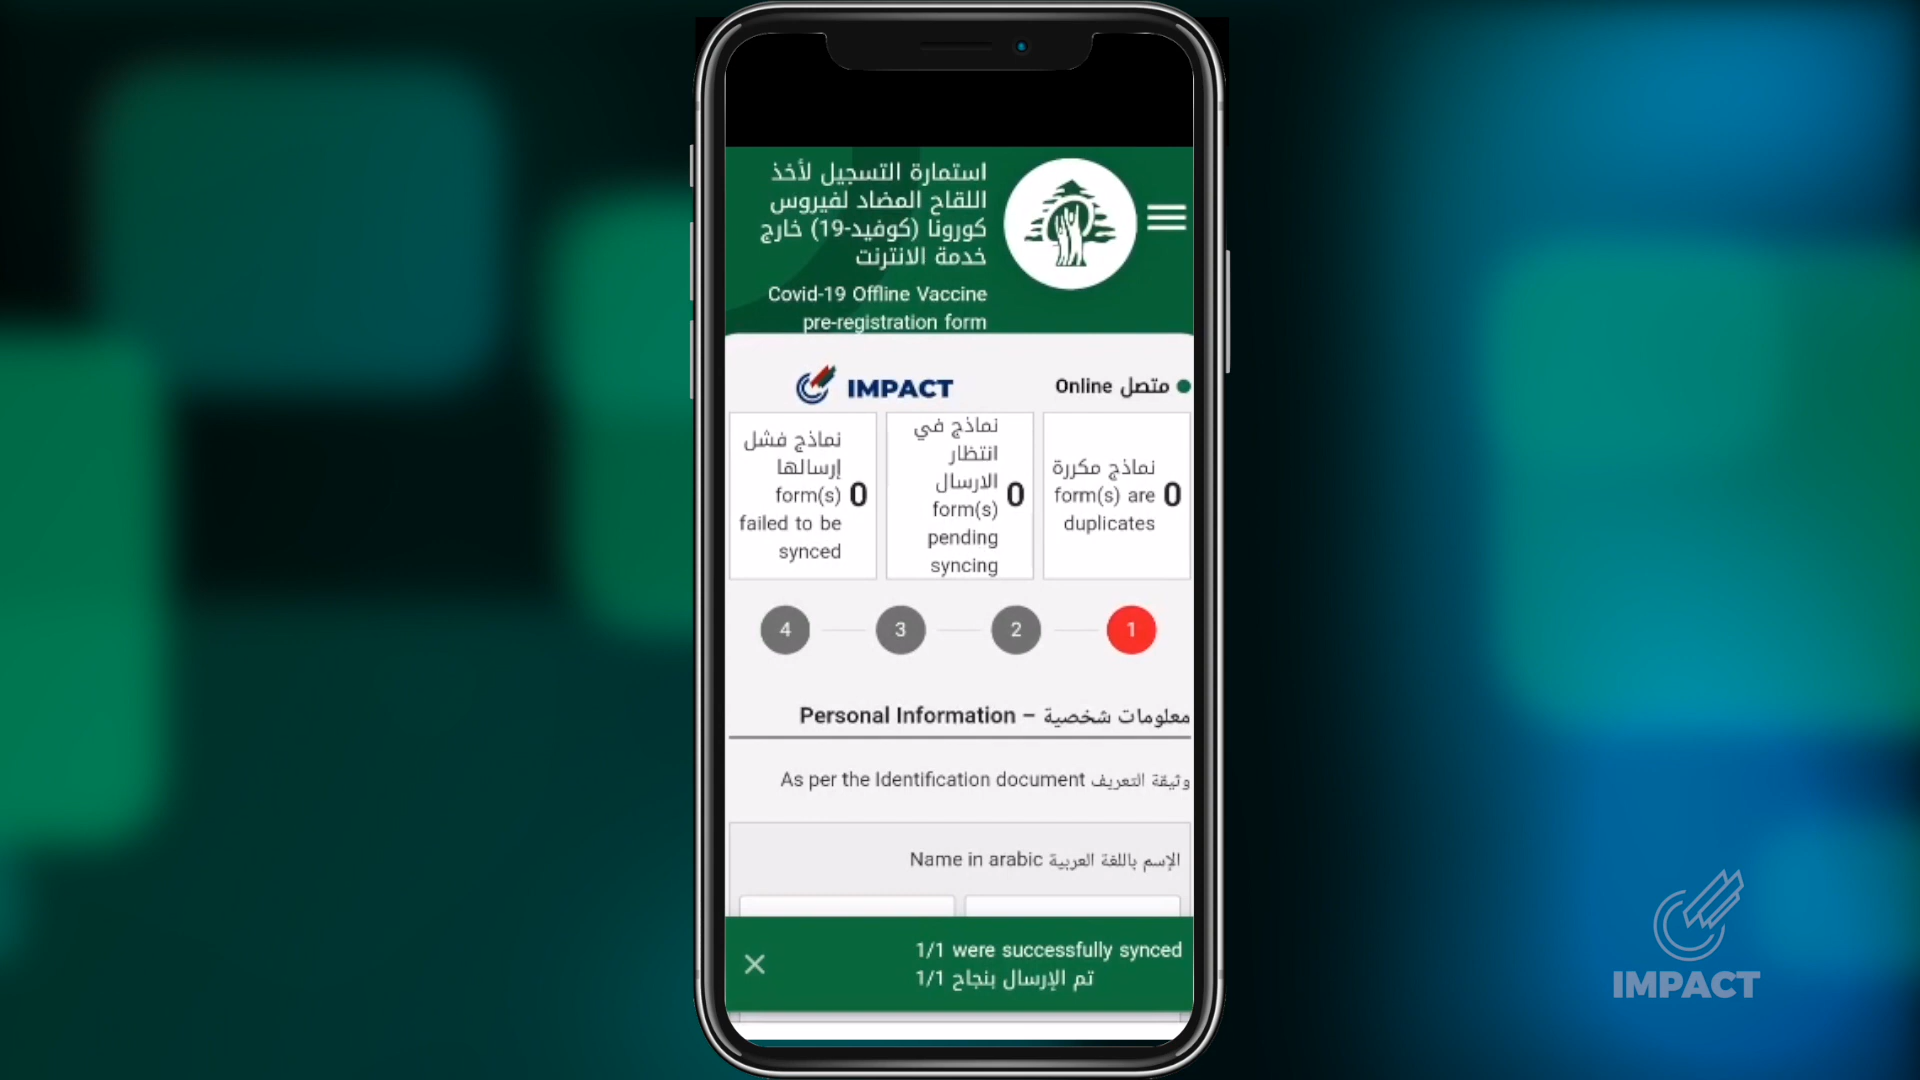 استمارة التسجيل لأخذ
اللقاح المضاد لفيروس
كورونا (كوفيد-19) خارج
خدمة الانترنت
Covid-19 Offline Vaccine
pre-registration form
متصل Online
IMPACT
نماذج مكررة
form(s) are
duplicates
0
نماذج في
انتظار
الارسال
form(s)
pending
syncing
0
نماذج فشل
إرسالها
form(s)
failed to be
synced
0
1
2
3
4
معلومات شخصية – Personal Information
وثيقة التعريف As per the Identification document
الإسم باللغة العربية Name in arabic
1/1 were successfully synced
تم الإرسال بنجاح 1/1
IMPACT